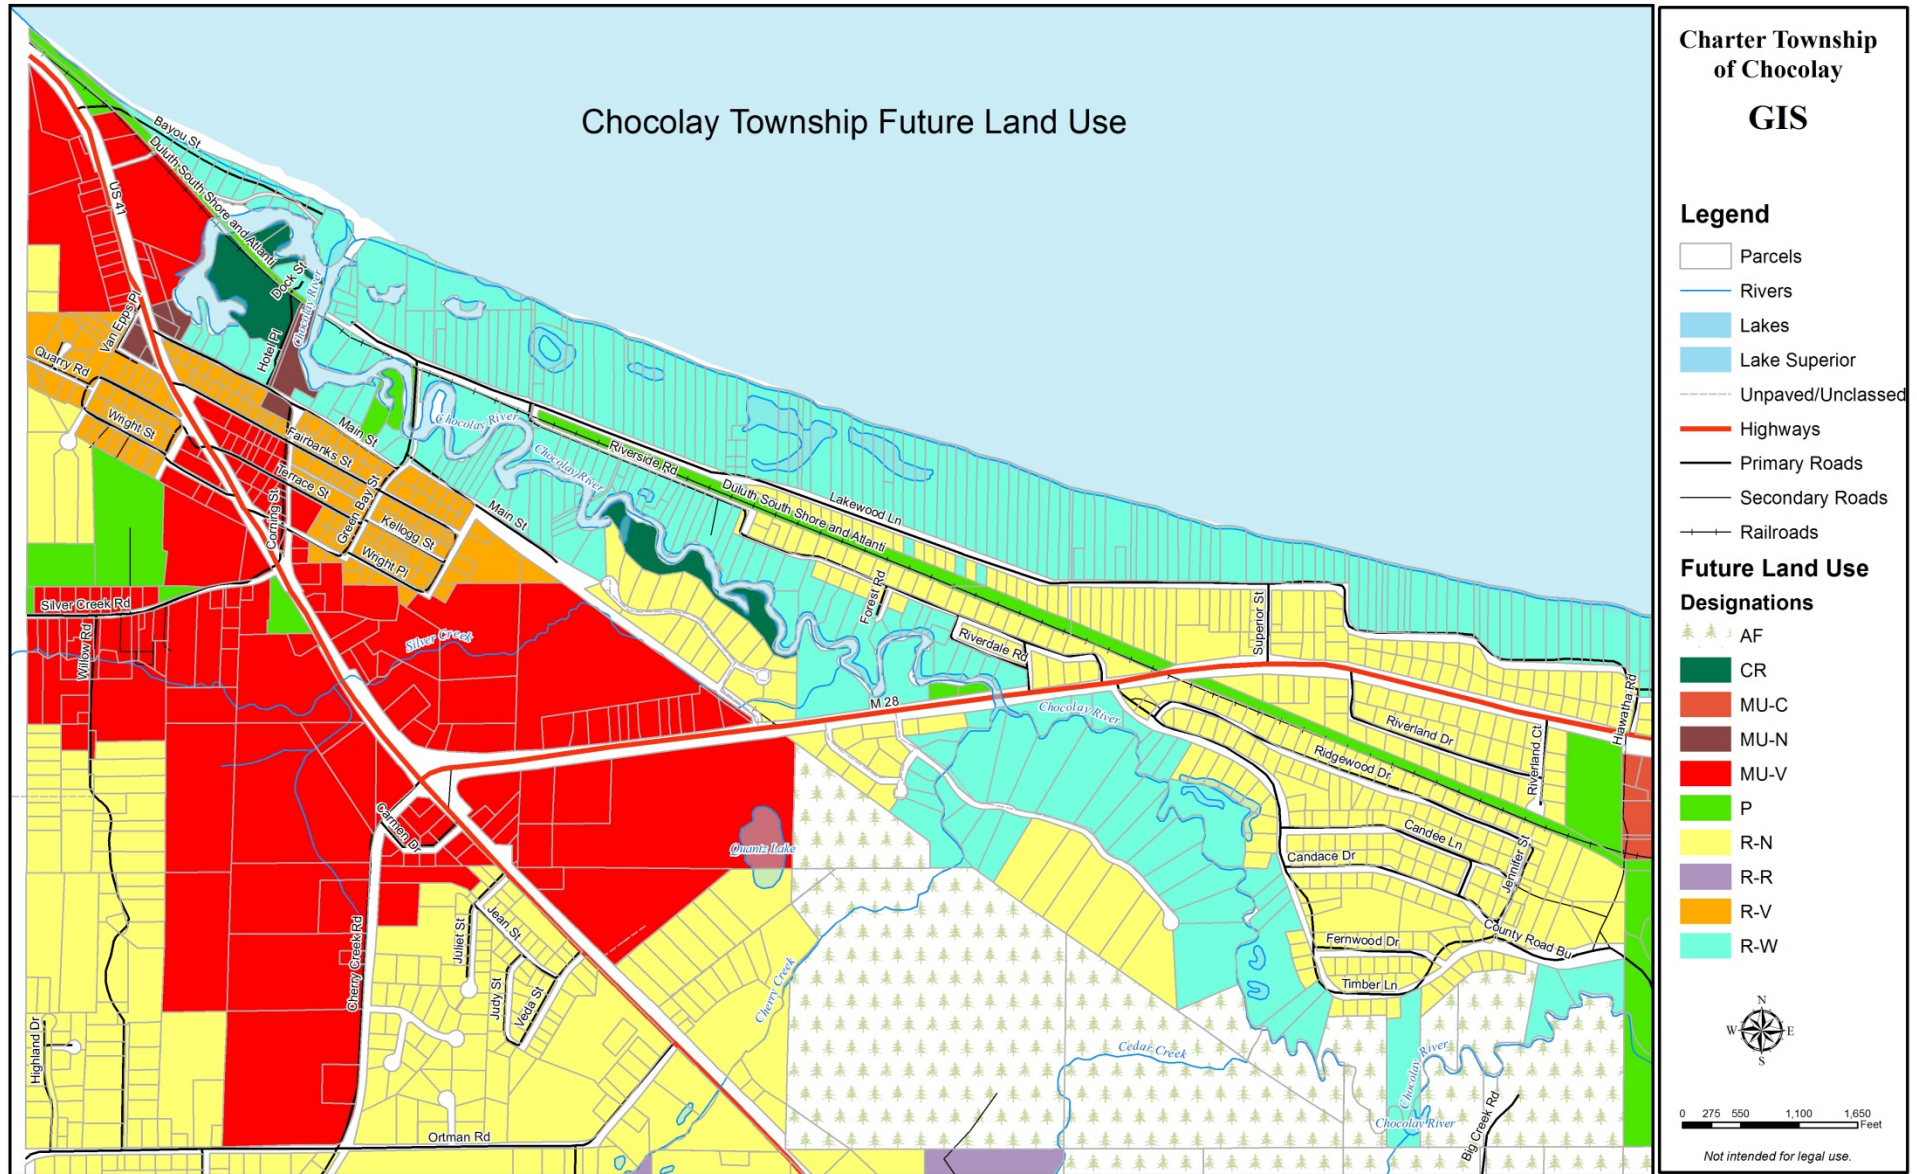 Chocolay Township Future Land Use
Bayou St
Duluth South Shore and Atlanti
US 41
Dock St
Chocolay River
Van Epps Pl
Hotel Pl
Quarry Rd
Wright St
Main St
Fairbanks St
Terrace St
Green Bay St
Corning St
Kellogg St
Wright Pl
Main St
Chocolay River
Chocolay River
Riverside Rd
Duluth South Shore and Atlanti
Lakewood Ln
Forest Rd
Riverdale Rd
Superior St
Silver Creek Rd
Willow Rd
Silver Creek
M 28
Chocolay River
Hiawatha Rd
Riverland Dr
Riverland Ct
Ridgewood Dr
Carmen Dr
Quantz Lake
Candee Ln
Candace Dr
Jennifer St
County Road Bu
Fernwood Dr
Timber Ln
Cherry Creek Rd
Juliet St
Jean St
Judy St
Veda St
Cherry Creek
Highland Dr
Cedar Creek
Chocolay River
Chocolay River
Big Creek Rd
Ortman Rd
Charter Township
of Chocolay
GIS
Legend
Parcels
Rivers
Lakes
Lake Superior
Unpaved/Unclassed
Highways
Primary Roads
Secondary Roads
Railroads
Future Land Use
Designations
AF
CR
MU-C
MU-N
MU-V
P
R-N
R-R
R-V
R-W
N
W E
S
0 275 550 1,100 1,650
Feet
Not intended for legal use.